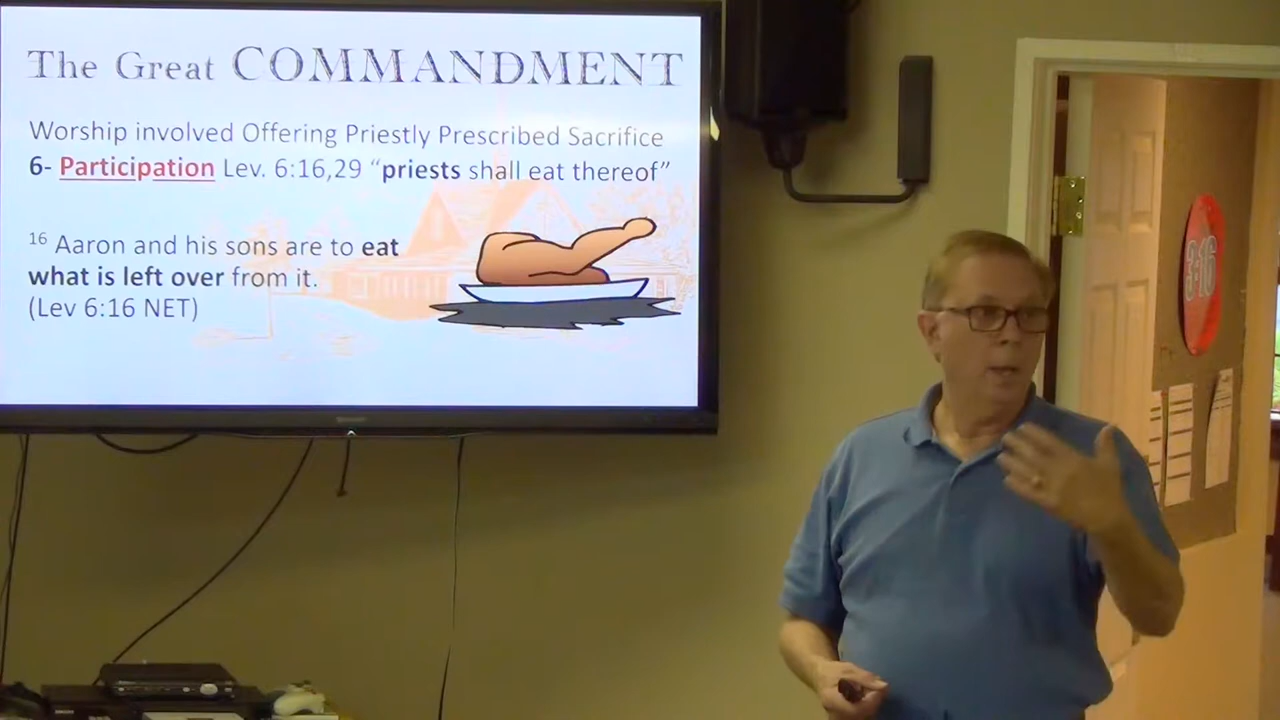 The Great COMMANDMENT
Worship involved Offering Priestly Prescribed Sacrifice
6- Participation Lev. 6:16,29 “priests shall eat thereof”
16 Aaron and his sons are to eat
what is left over from it.
(Lev 6:16 NET)
3:16